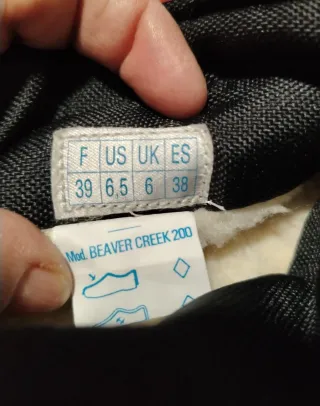 F US UK ES
39 6,5 6 38
Mod. BEAVER CREEK 200